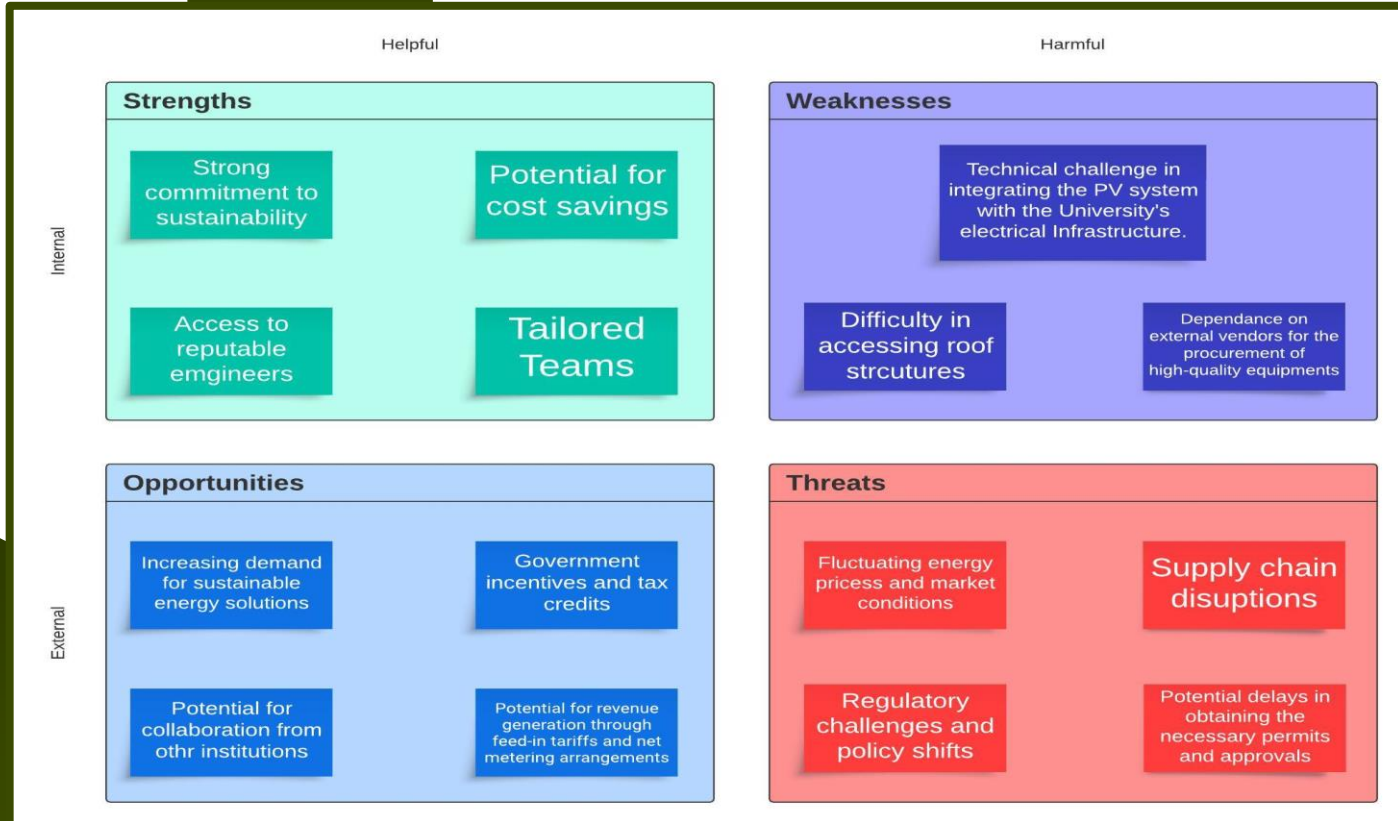 Helpful
Harmful
Internal
Strengths
Strong
commitment to
sustainability
Potential for
cost savings
Access to
reputable
emgineers
Tailored
Teams
Weaknesses
Technical challenge in
integrating the PV system
with the University's
electrical Infrastructure.
Difficulty in
accessing roof
strcutures
Dependance on
external vendors for the
procurement of
high-quality equipments
External
Opportunities
Increasing demand
for sustainable
energy solutions
Government
incentives and tax
credits
Potential for
collaboration from
othr institutions
Potential for revenue
generation through
feed-in tariffs and net
metering arrangements
Threats
Fluctuating energy
pricess and market
conditions
Supply chain
disuptions
Regulatory
challenges and
policy shifts
Potential delays in
obtaining the
necessary permits
and approvals